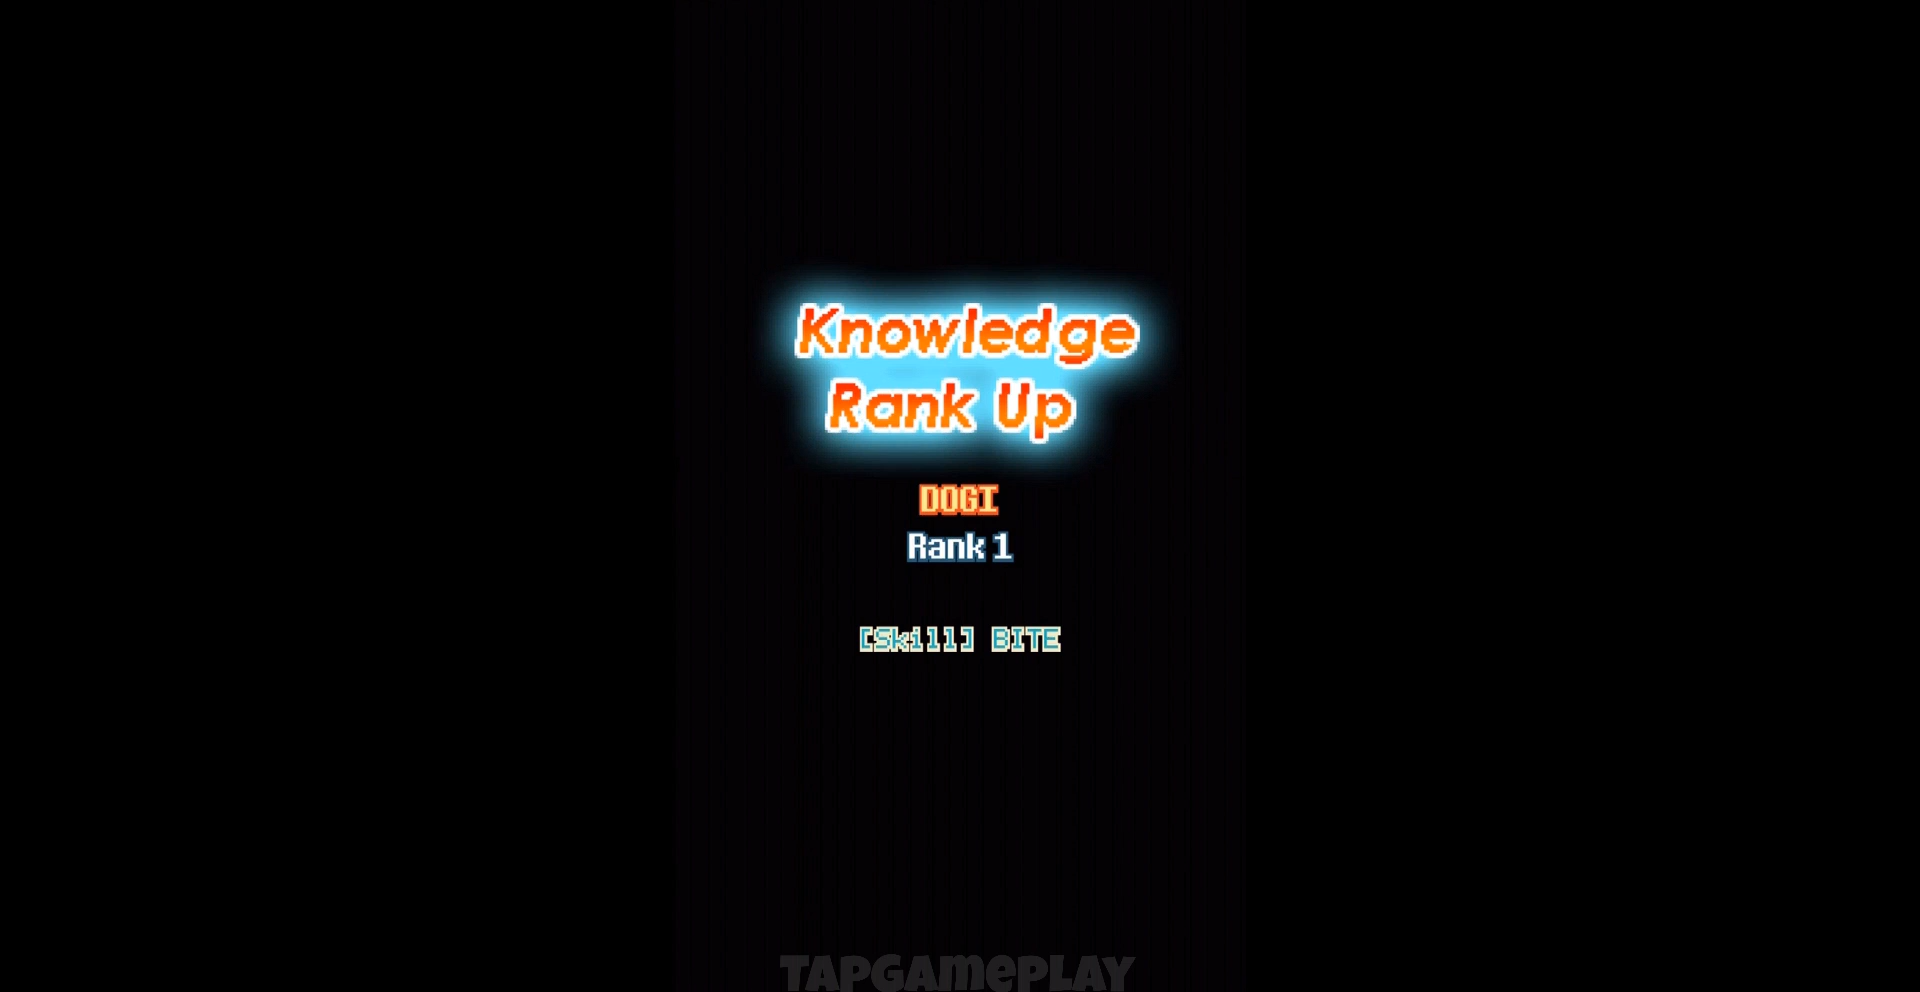 Knowledge
Rank Up
DOGI
Rank 1
[Skill] BITE
TAPGAMEPLAY